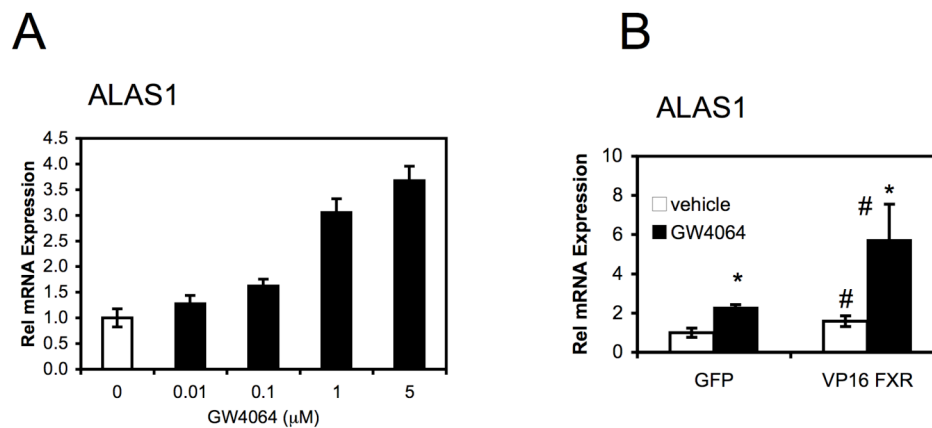 A
ALAS1
Rel mRNA Expression
4.5
4.0
3.5
3.0
2.5
2.0
1.5
1.0
0.5
0.0
0 0.01 0.1 1 5
GW4064 (μM)
B
ALAS1
Rel mRNA Expression
10
8
6
4
2
0
vehicle
GW4064
*
#
*
#
GFP VP16 FXR